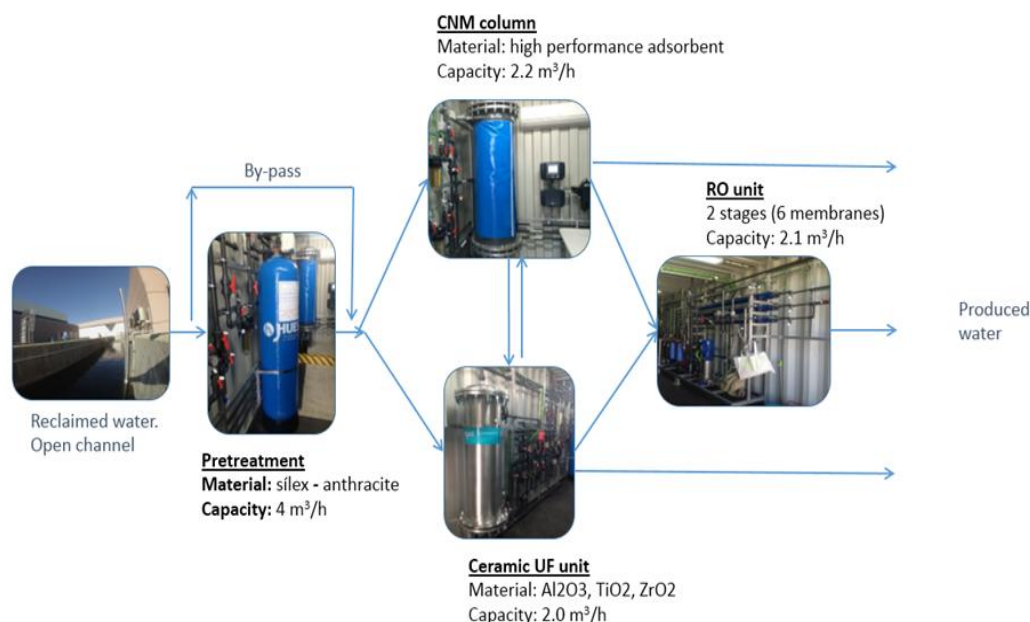 CNM column
Material: high performance adsorbent
Capacity: 2.2 m³/h
By-pass
RO unit
2 stages (6 membranes)
Capacity: 2.1 m³/h
Reclaimed water.
Open channel
Produced
water
Pretreatment
Material: sílex - anthracite
Capacity: 4 m³/h
Ceramic UF unit
Material: Al2O3, TiO2, ZrO2
Capacity: 2.0 m³/h